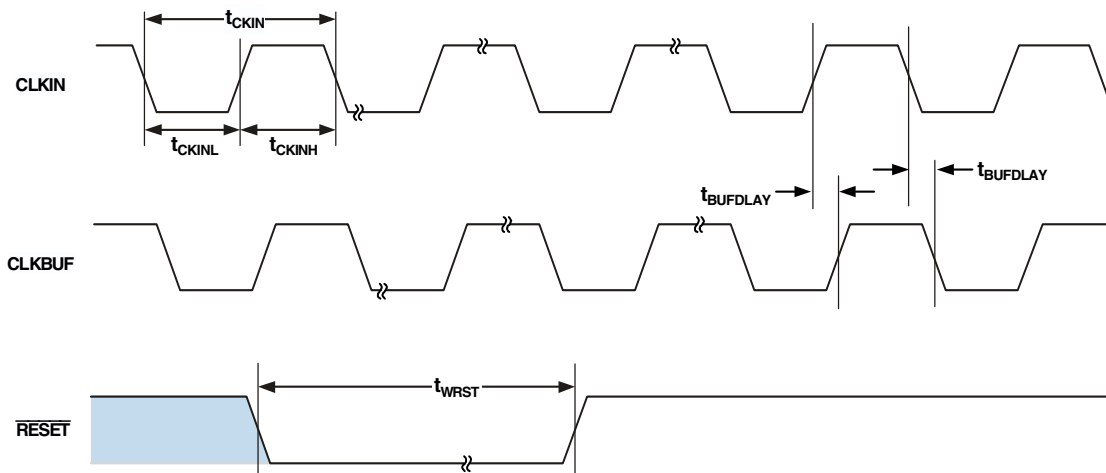 tCKIN
CLKIN
tCKINL
tCKINH
tBUFDLAY
tBUFDLAY
CLKBUF
tWRST
RESET